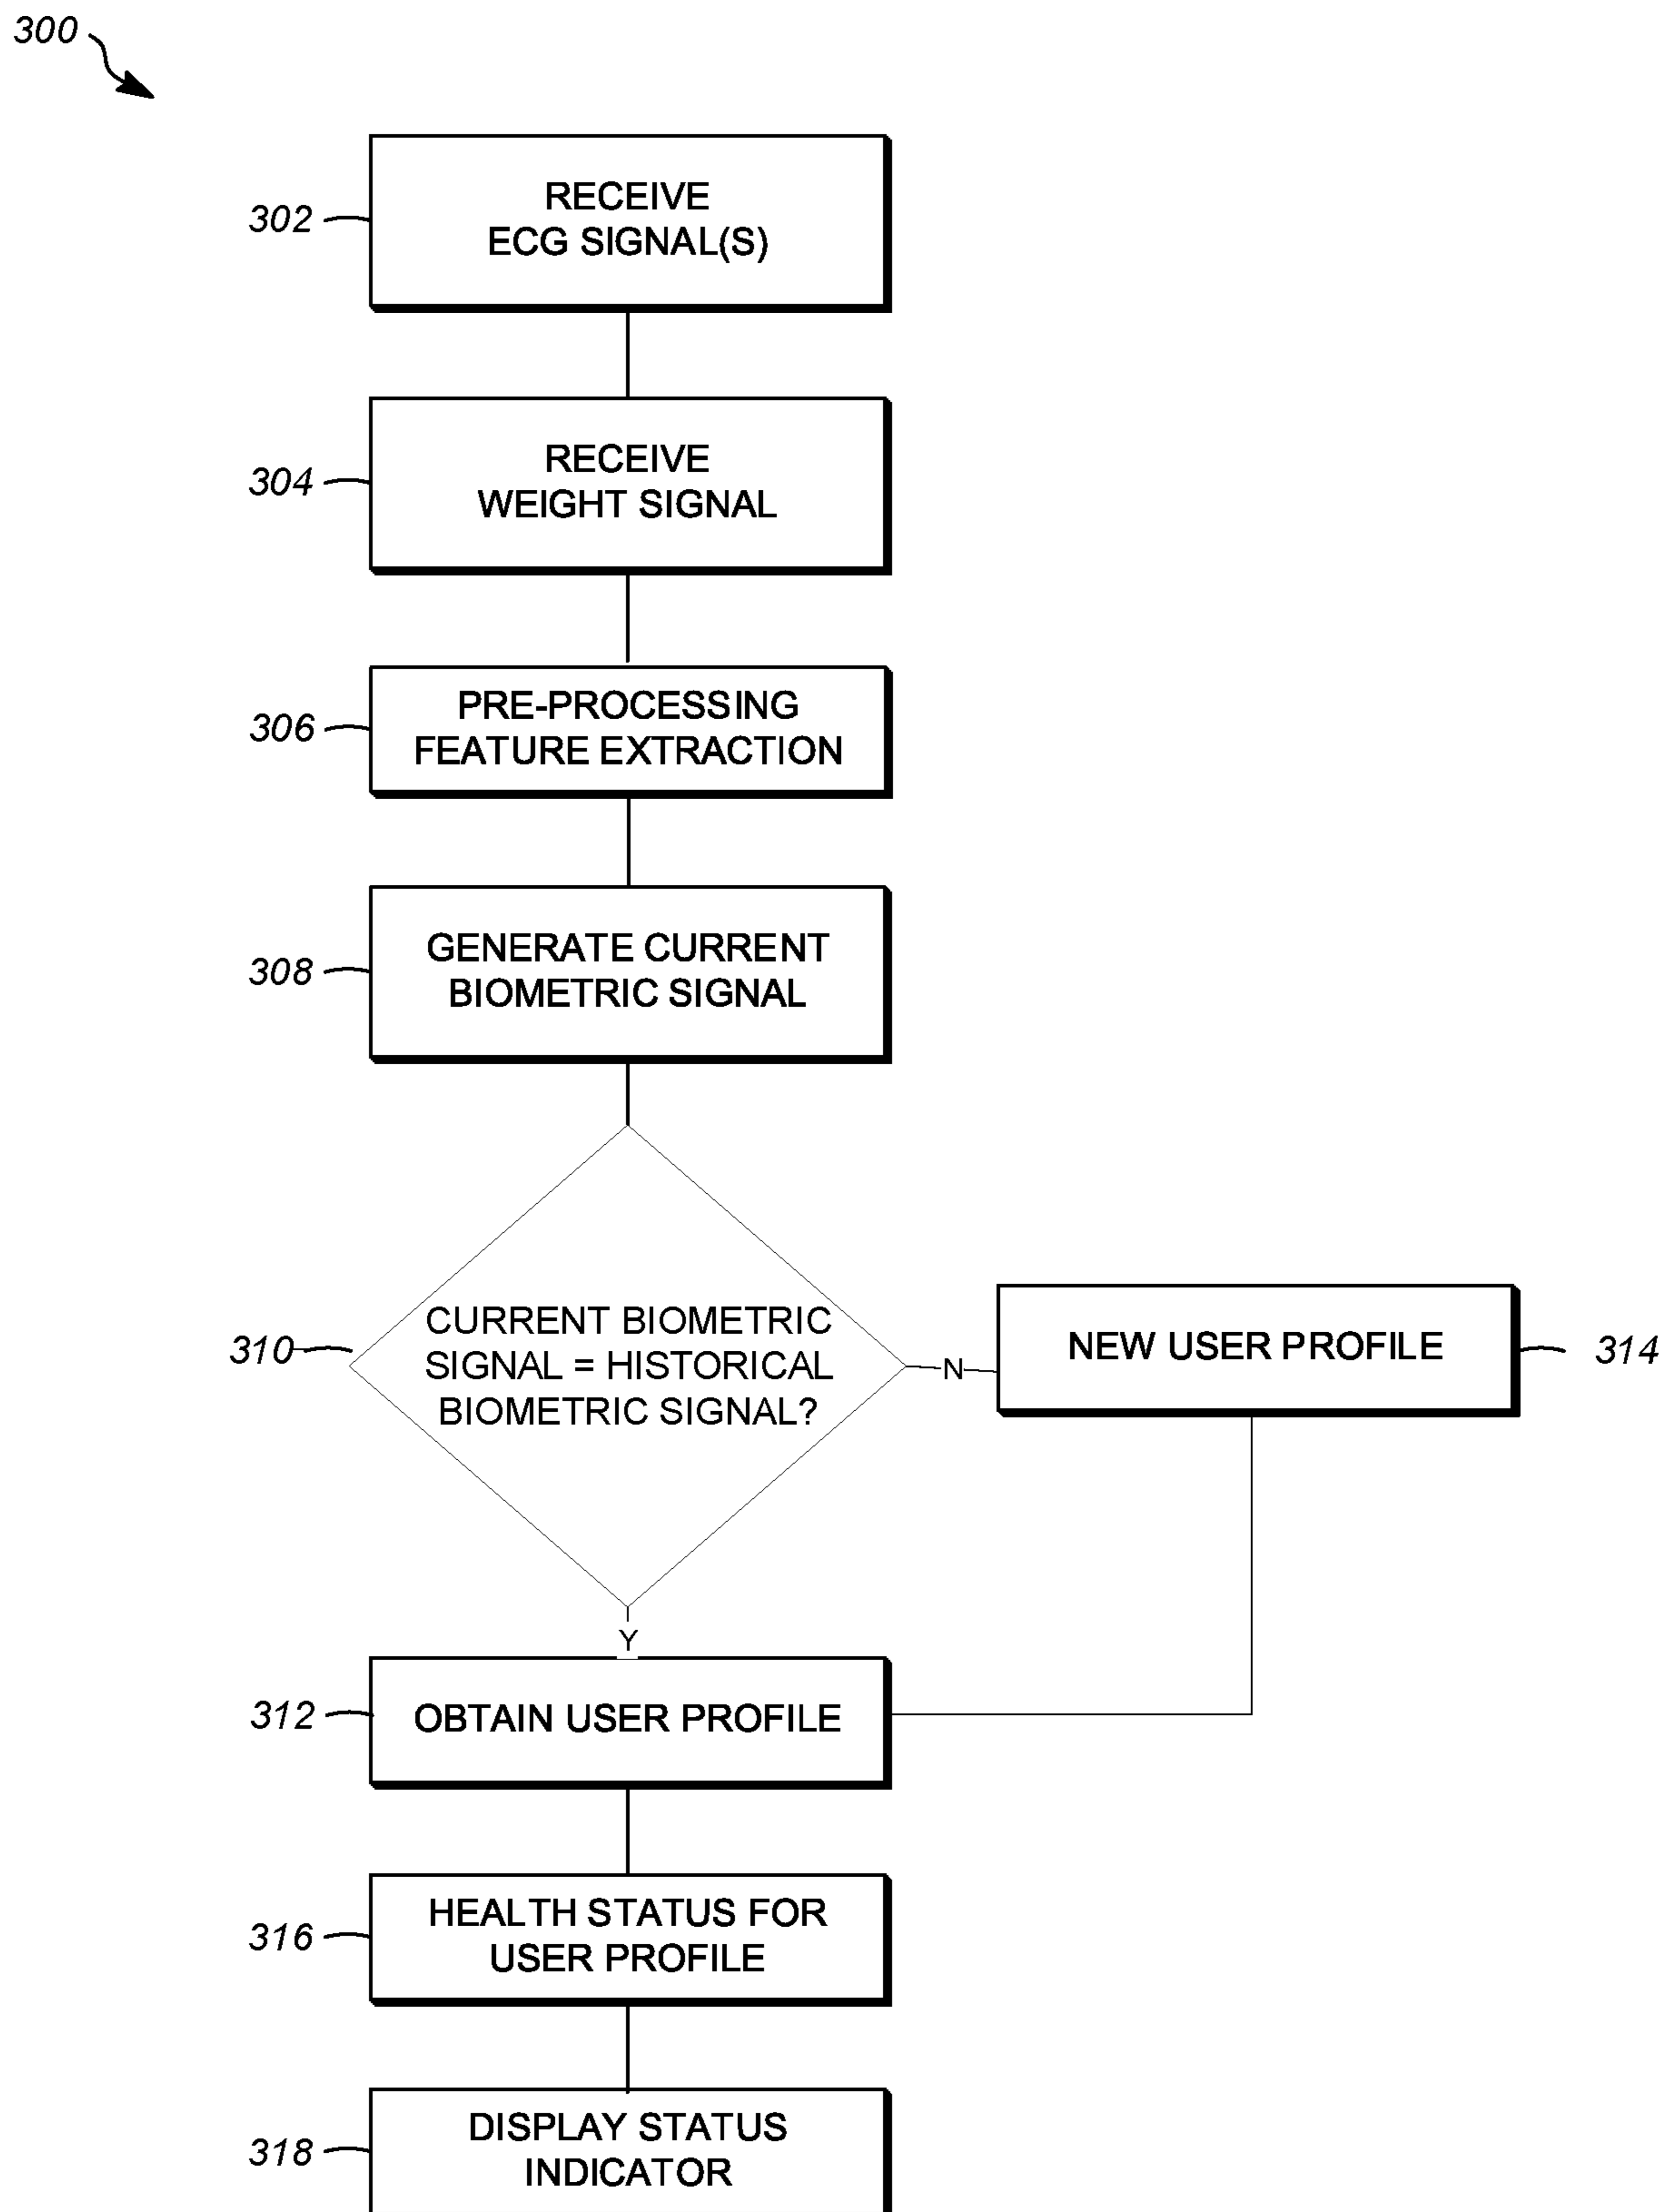 300
302
RECEIVE
ECG SIGNAL(S)
304
RECEIVE
WEIGHT SIGNAL
306
PRE-PROCESSING
FEATURE EXTRACTION
308
GENERATE CURRENT
BIOMETRIC SIGNAL
310
CURRENT BIOMETRIC
SIGNAL = HISTORICAL
BIOMETRIC SIGNAL?
N
NEW USER PROFILE
314
Y
312
OBTAIN USER PROFILE
316
HEALTH STATUS FOR
USER PROFILE
318
DISPLAY STATUS
INDICATOR